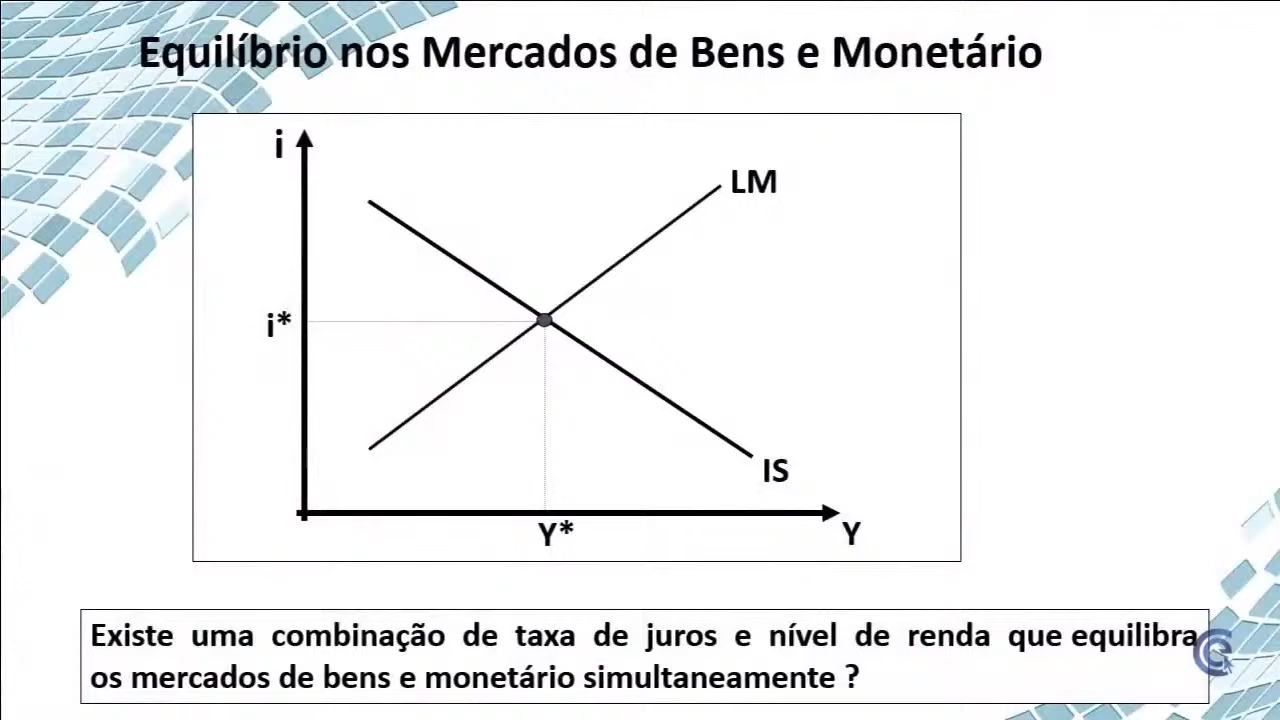 Equilíbrio nos Mercados de Bens e Monetário
i
LM
i*
IS
Y*
Y
Existe uma combinação de taxa de juros e nível de renda que equilibra
os mercados de bens e monetário simultaneamente ?